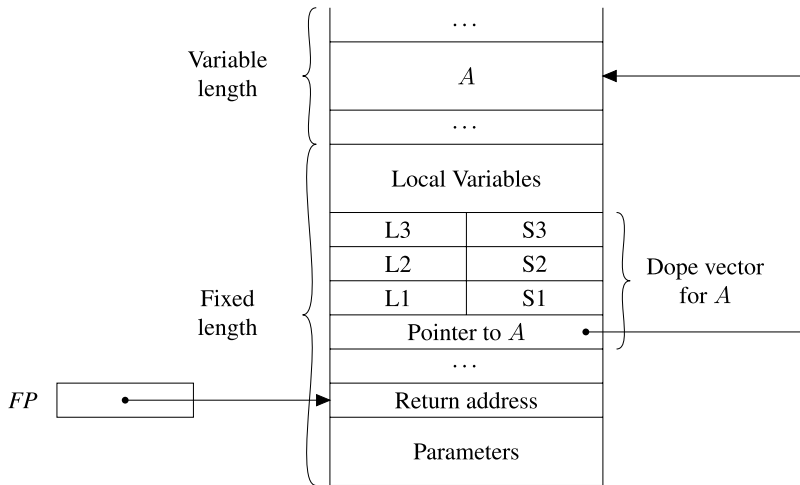 ...
Variable
length
A
...
Local Variables
L3 S3
L2 S2
L1 S1
Dope vector
for A
Fixed
length
Pointer to A
...
FP
Return address
Parameters